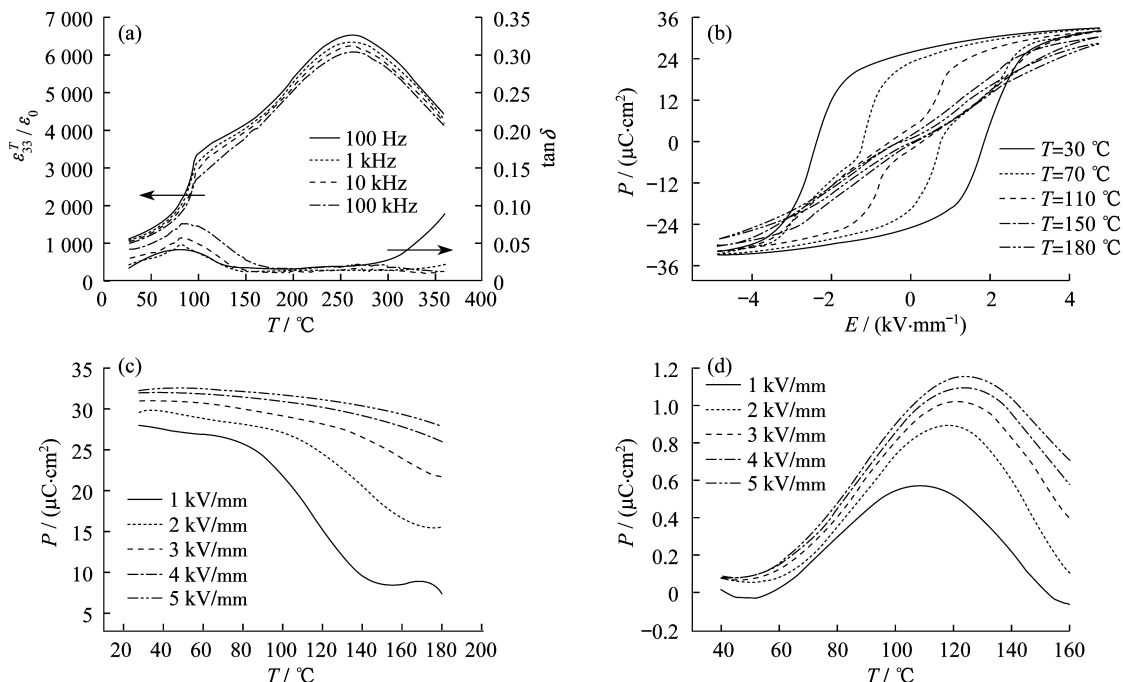 (a)
7 000
6 000
5 000
4 000
3 000
2 000
1 000
0
0.35
0.30
0.25
0.20
0.15
0.10
0.05
0
0 50 100 150 200 250 300 350 400
T / ℃
ε₃₃ᵀ / ε₀
tanδ
100 Hz
1 kHz
10 kHz
100 kHz
(b)
36
24
12
0
−12
−24
−36
−4 −2 0 2 4
E / (kV·mm⁻¹)
P / (μC·cm²)
T=30 ℃
T=70 ℃
T=110 ℃
T=150 ℃
T=180 ℃
(c)
35
30
25
20
15
10
5
20 40 60 80 100 120 140 160 180 200
T / ℃
P / (μC·cm²)
1 kV/mm
2 kV/mm
3 kV/mm
4 kV/mm
5 kV/mm
(d)
1.2
1.0
0.8
0.6
0.4
0.2
0
−0.2
40 60 80 100 120 140 160
T / ℃
P / (μC·cm²)
1 kV/mm
2 kV/mm
3 kV/mm
4 kV/mm
5 kV/mm